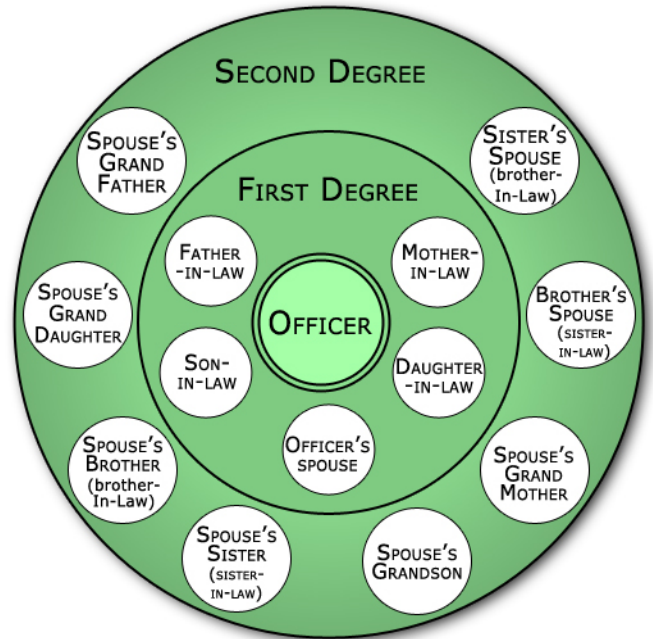 SECOND DEGREE
SPOUSE'S
GRAND
FATHER
SISTER'S
SPOUSE
(brother-
In-Law)
FIRST DEGREE
FATHER
-IN-LAW
MOTHER-
IN-LAW
SPOUSE'S
GRAND
DAUGHTER
OFFICER
BROTHER'S
SPOUSE
(SISTER-
IN-LAW)
SON-
IN-LAW
DAUGHTER
-IN-LAW
OFFICER'S
SPOUSE
SPOUSE'S
BROTHER
(brother-
In-Law)
SPOUSE'S
GRAND
MOTHER
SPOUSE'S
SISTER
(SISTER-
IN-LAW)
SPOUSE'S
GRANDSON